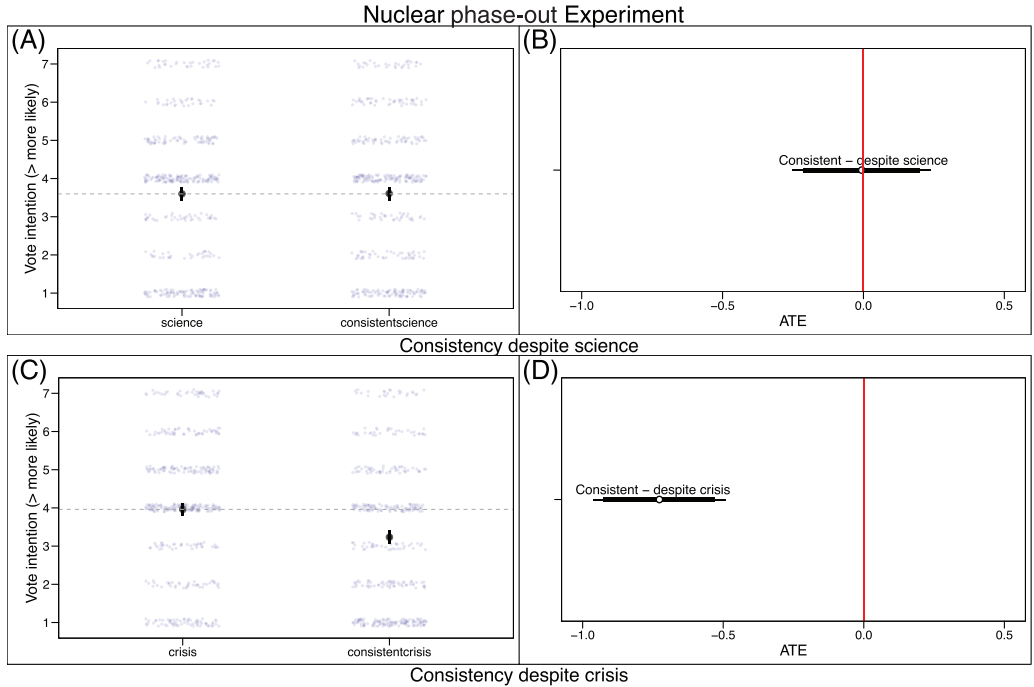 Nuclear phase-out Experiment
(A)
Vote intention (> more likely)
7
6
5
4
3
2
1
science
consistentscience
(B)
Consistent − despite science
−1.0
−0.5
0.0
0.5
ATE
Consistency despite science
(C)
Vote intention (> more likely)
7
6
5
4
3
2
1
crisis
consistentcrisis
(D)
Consistent − despite crisis
−1.0
−0.5
0.0
0.5
ATE
Consistency despite crisis